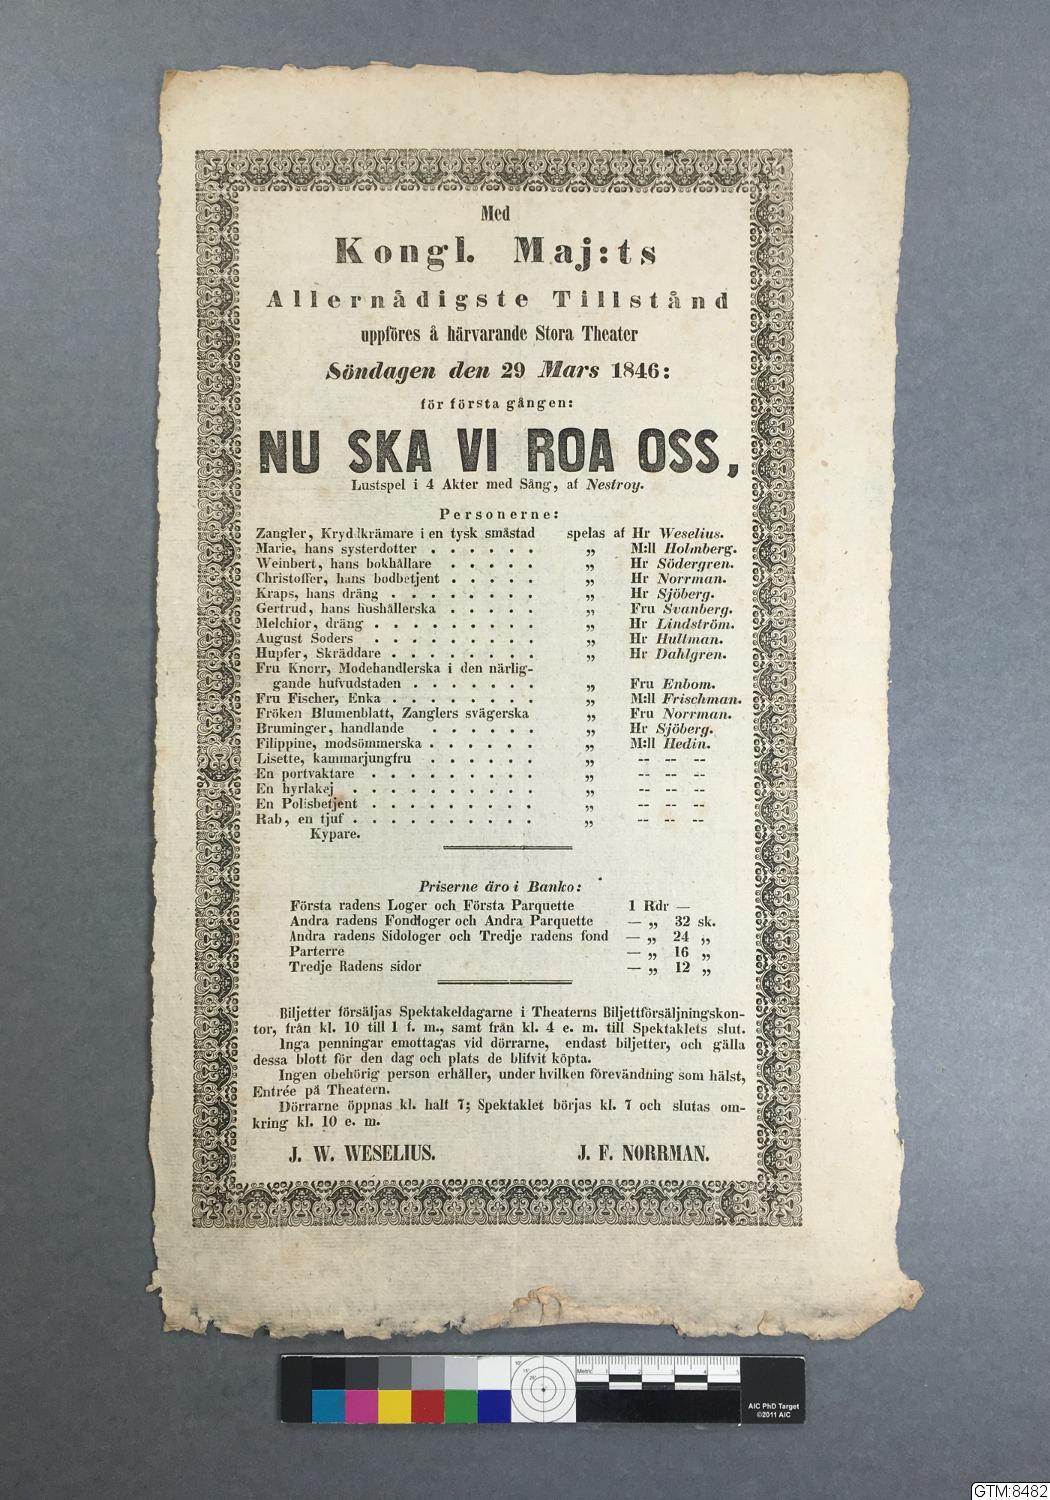 Med
Kongl. Maj:ts
Allernådigste Tillstånd
uppföres å härvarande Stora Theater
Söndagen den 29 Mars 1846:
för första gången:
NU SKA VI ROA OSS,
Lustspel i 4 Akter med Sång, af Nestroy.
Personerne:
Zangler, Kryddkrämare i en tysk småstad spelas af Hr Weselius.
Marie, hans systerdotter . . . . . . „ M:ll Holmberg.
Weinbert, hans bokhållare . . . . . „ Hr Södergren.
Christoffer, hans bodbetjent . . . . . „ Hr Norrman.
Kraps, hans dräng . . . . . . . . „ Hr Sjöberg.
Gertrud, hans hushållerska . . . . . „ Fru Svanberg.
Melchior, dräng . . . . . . . . . „ Hr Lindström.
August Soders . . . . . . . . . „ Hr Hultman.
Hupfer, Skräddare . . . . . . . . „ Hr Dahlgren.
Fru Knorr, Modehandlerska i den närlig-
gande hufvudstaden . . . . . . . „ Fru Enbom.
Fru Fischer, Enka . . . . . . . . „ M:ll Frischman.
Fröken Blumenblatt, Zanglers svägerska „ Fru Norrman.
Bruminger, handlande . . . . . . „ Hr Sjöberg.
Filippine, modsömmerska . . . . . . „ M:ll Hedin.
Lisette, kammarjungfru . . . . . . „ -- -- --
En portvaktare . . . . . . . . . „ -- -- --
En hyrlakej . . . . . . . . . . „ -- -- --
En Polisbetjent . . . . . . . . . „ -- -- --
Rab, en tjuf . . . . . . . . . . „ -- -- --
Kypare.
Priserne äro i Banko:
Första radens Loger och Första Parquette 1 Rdr —
Andra radens Fondloger och Andra Parquette — „ 32 sk.
Andra radens Sidologer och Tredje radens fond — „ 24 „
Parterre — „ 16 „
Tredje Radens sidor — „ 12 „
Biljetter försäljas Spektakeldagarne i Theaterns Biljettförsäljningskon-
tor, från kl. 10 till 1 f. m., samt från kl. 4 e. m. till Spektaklets slut.
Inga penningar emottagas vid dörrarne, endast biljetter, och gälla
dessa blott för den dag och plats de blifvit köpta.
Ingen obehörig person erhåller, under hvilken förevändning som hälst,
Entrée på Theatern.
Dörrarne öppnas kl. half 7; Spektaklet börjas kl. 7 och slutas om-
kring kl. 10 e. m.
J. W. WESELIUS. J. F. NORRMAN.
AIC PhD Target
©2011 AIC
GTM:8482